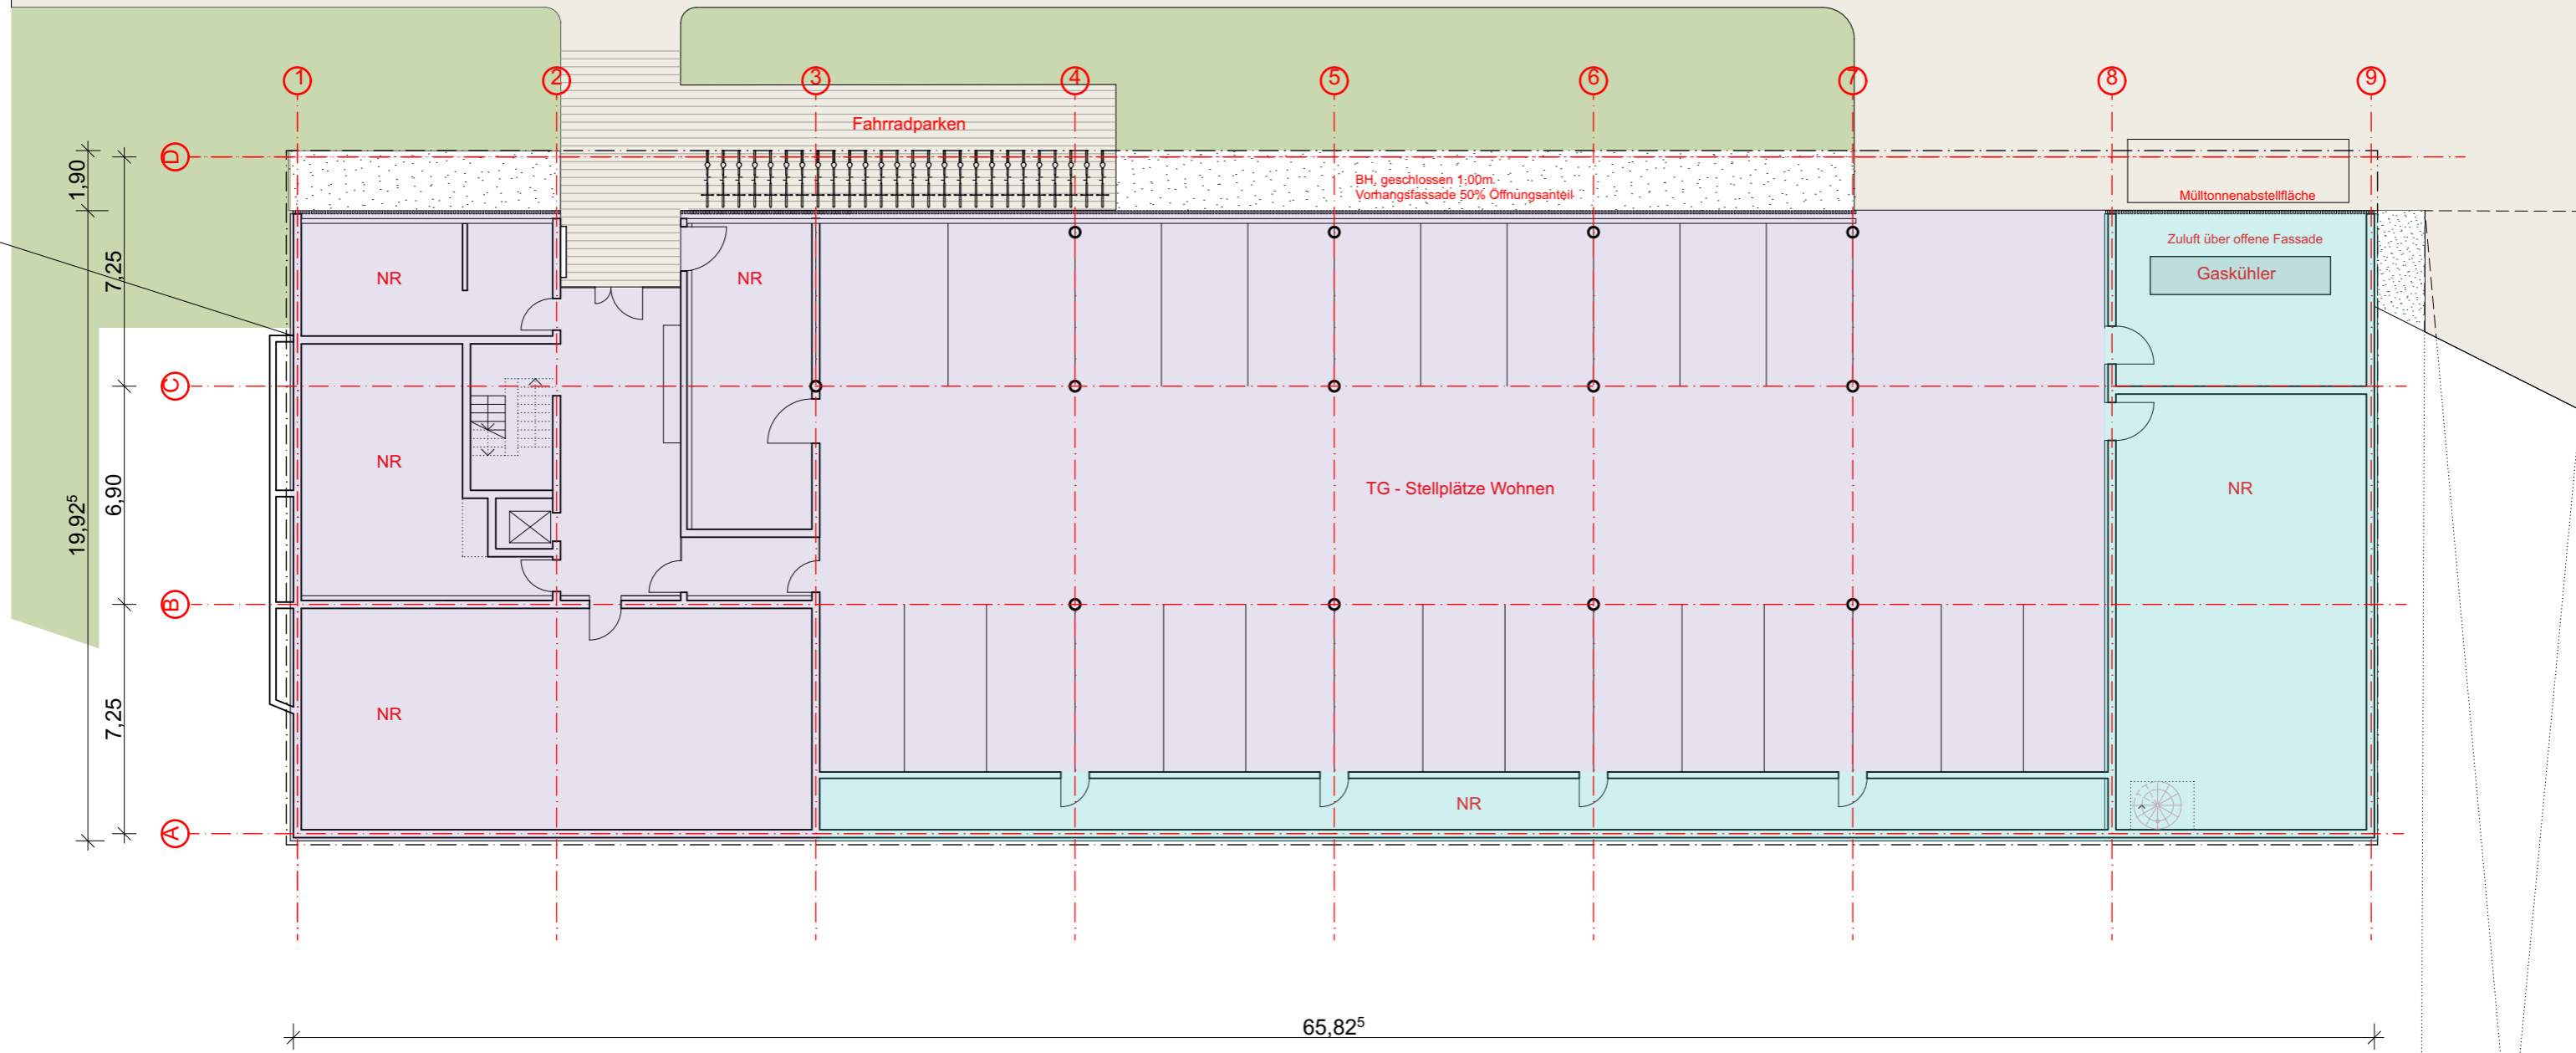 1
2
3
4
5
6
7
8
9
Fahrradparken
D
1,90
BH, geschlossen 1,00m
Vorhangsfassade 50% Öffnungsanteil
Mülltonnenabstellfläche
Zuluft über offene Fassade
Gaskühler
NR
NR
7,25
C
NR
6,90
19,92⁵
TG - Stellplätze Wohnen
NR
B
NR
7,25
NR
A
65,82⁵